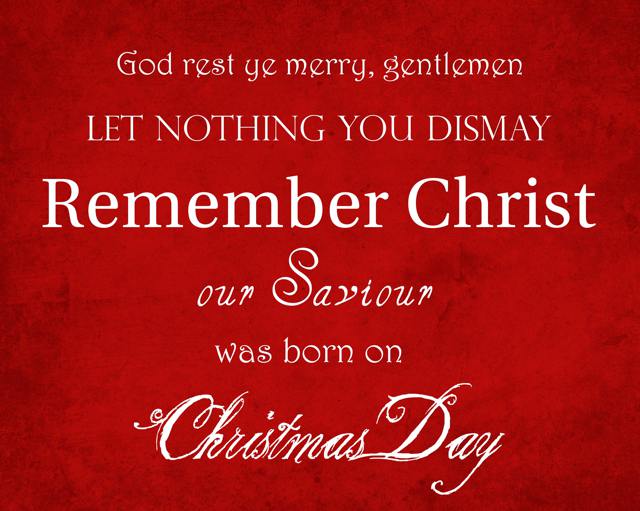 God rest ye merry, gentlemen
LET NOTHING YOU DISMAY
Remember Christ
our Saviour
was born on
Christmas Day